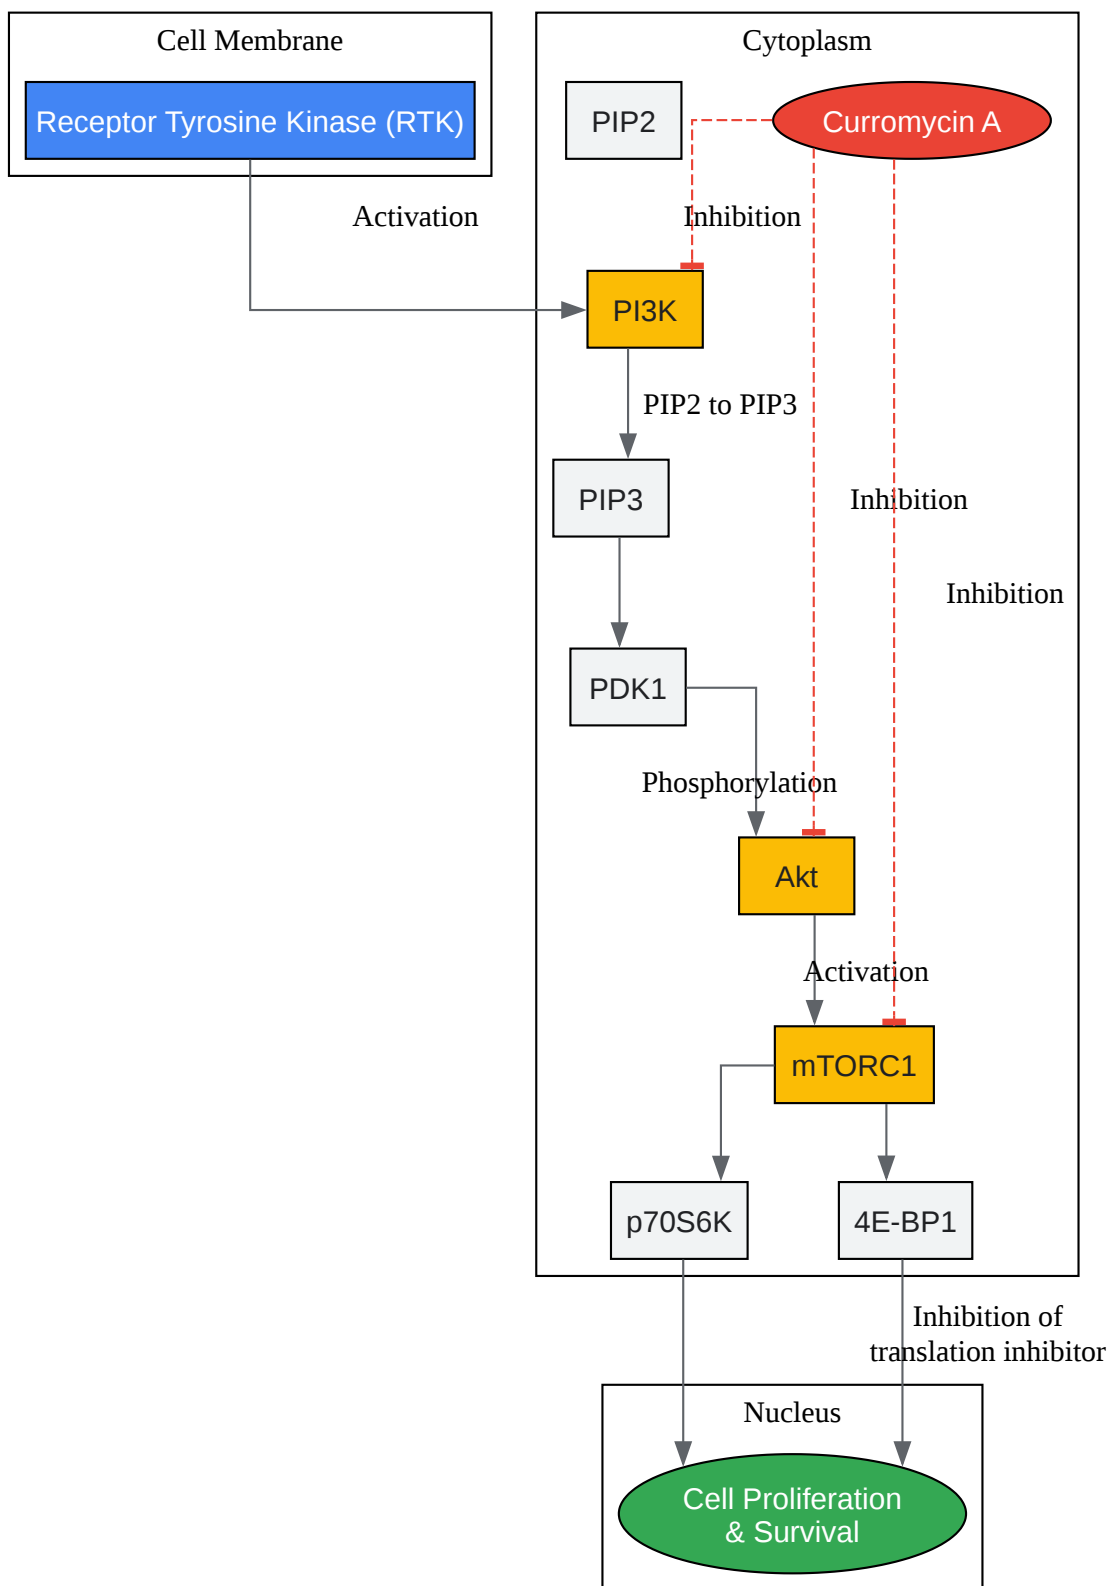 Cell Membrane
Cytoplasm
Receptor Tyrosine Kinase (RTK)
PIP2
Curromycin A
Activation
Inhibition
PI3K
PIP2 to PIP3
PIP3
Inhibition
Inhibition
PDK1
Phosphorylation
Akt
Activation
mTORC1
p70S6K
4E-BP1
Inhibition of
translation inhibitor
Nucleus
Cell Proliferation
& Survival